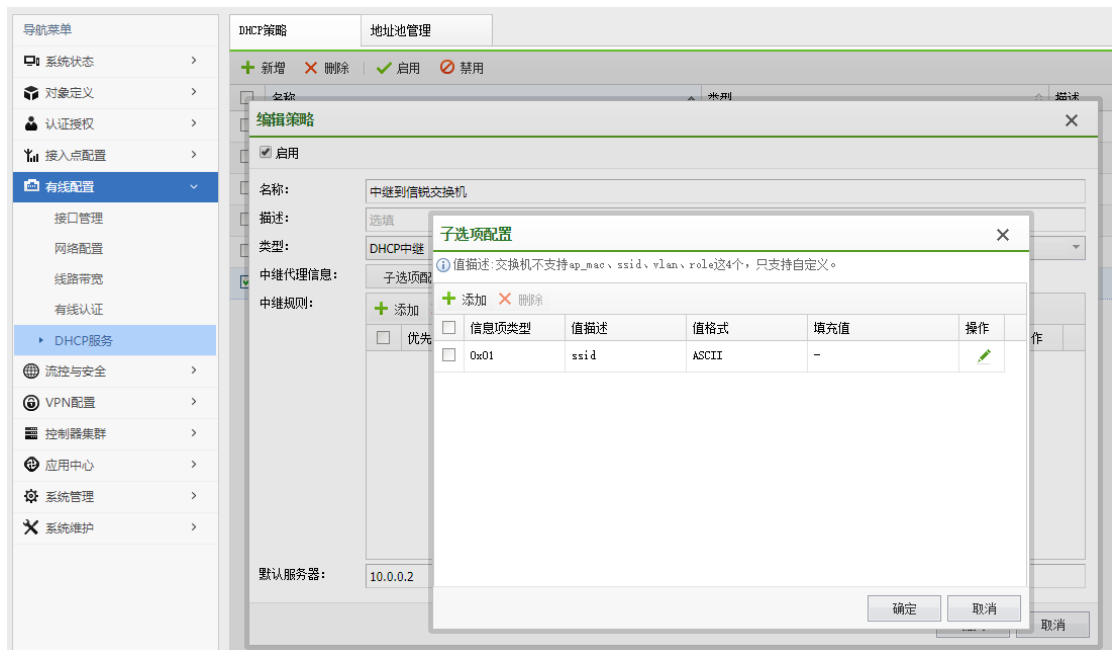 导航菜单
系统状态
对象定义
认证授权
接入点配置
有线配置
接口管理
网络配置
线路带宽
有线认证
DHCP服务
流控与安全
VPN配置
控制器集群
应用中心
系统管理
系统维护
DHCP策略 地址池管理
新增 删除 启用 禁用
名称 类型 描述
编辑策略
启用
名称: 中继到信锐交换机
描述: 选填
类型: DHCP中继
中继代理信息: 子选项配
中继规则: 添加
优先 作
默认服务器: 10.0.0.2
取消
子选项配置
值描述:交换机不支持ap_mac、ssid、vlan、role这4个，只支持自定义。
添加 删除
信息项类型 值描述 值格式 填充值 操作
0x01 ssid ASCII -
确定 取消